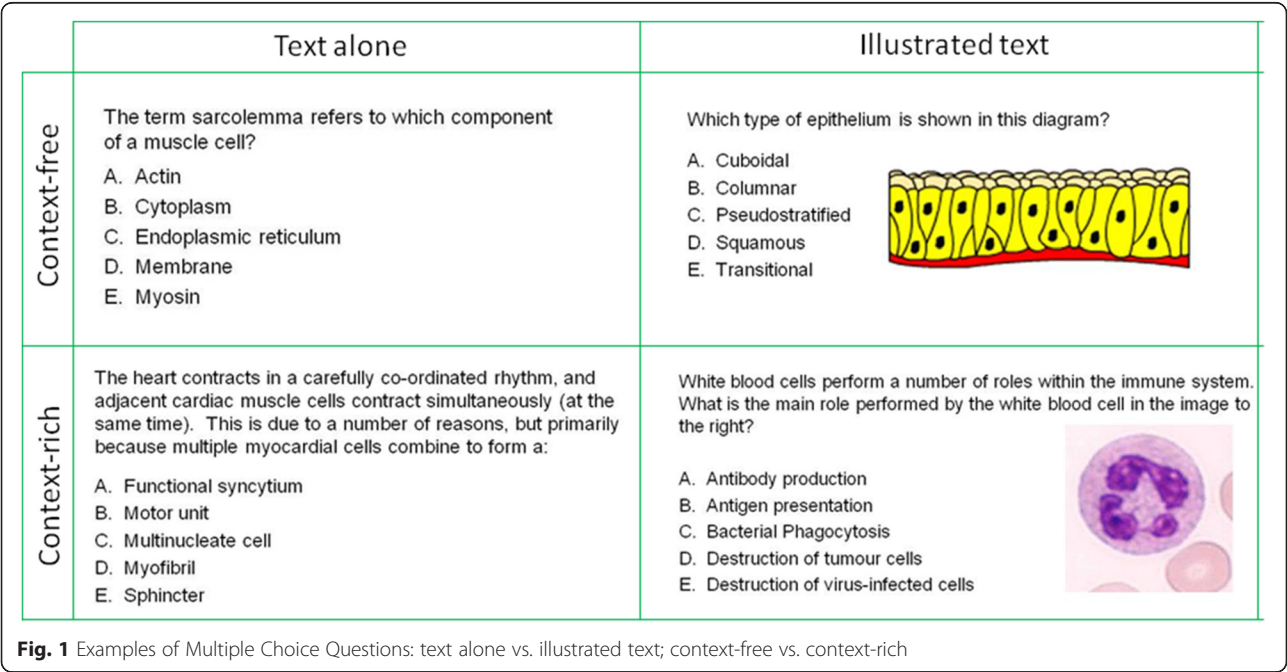 Text alone
Illustrated text
Context-free
The term sarcolemma refers to which component
of a muscle cell?
A. Actin
B. Cytoplasm
C. Endoplasmic reticulum
D. Membrane
E. Myosin
Which type of epithelium is shown in this diagram?
A. Cuboidal
B. Columnar
C. Pseudostratified
D. Squamous
E. Transitional
Context-rich
The heart contracts in a carefully co-ordinated rhythm, and
adjacent cardiac muscle cells contract simultaneously (at the
same time). This is due to a number of reasons, but primarily
because multiple myocardial cells combine to form a:
A. Functional syncytium
B. Motor unit
C. Multinucleate cell
D. Myofibril
E. Sphincter
White blood cells perform a number of roles within the immune system.
What is the main role performed by the white blood cell in the image to
the right?
A. Antibody production
B. Antigen presentation
C. Bacterial Phagocytosis
D. Destruction of tumour cells
E. Destruction of virus-infected cells
Fig. 1 Examples of Multiple Choice Questions: text alone vs. illustrated text; context-free vs. context-rich